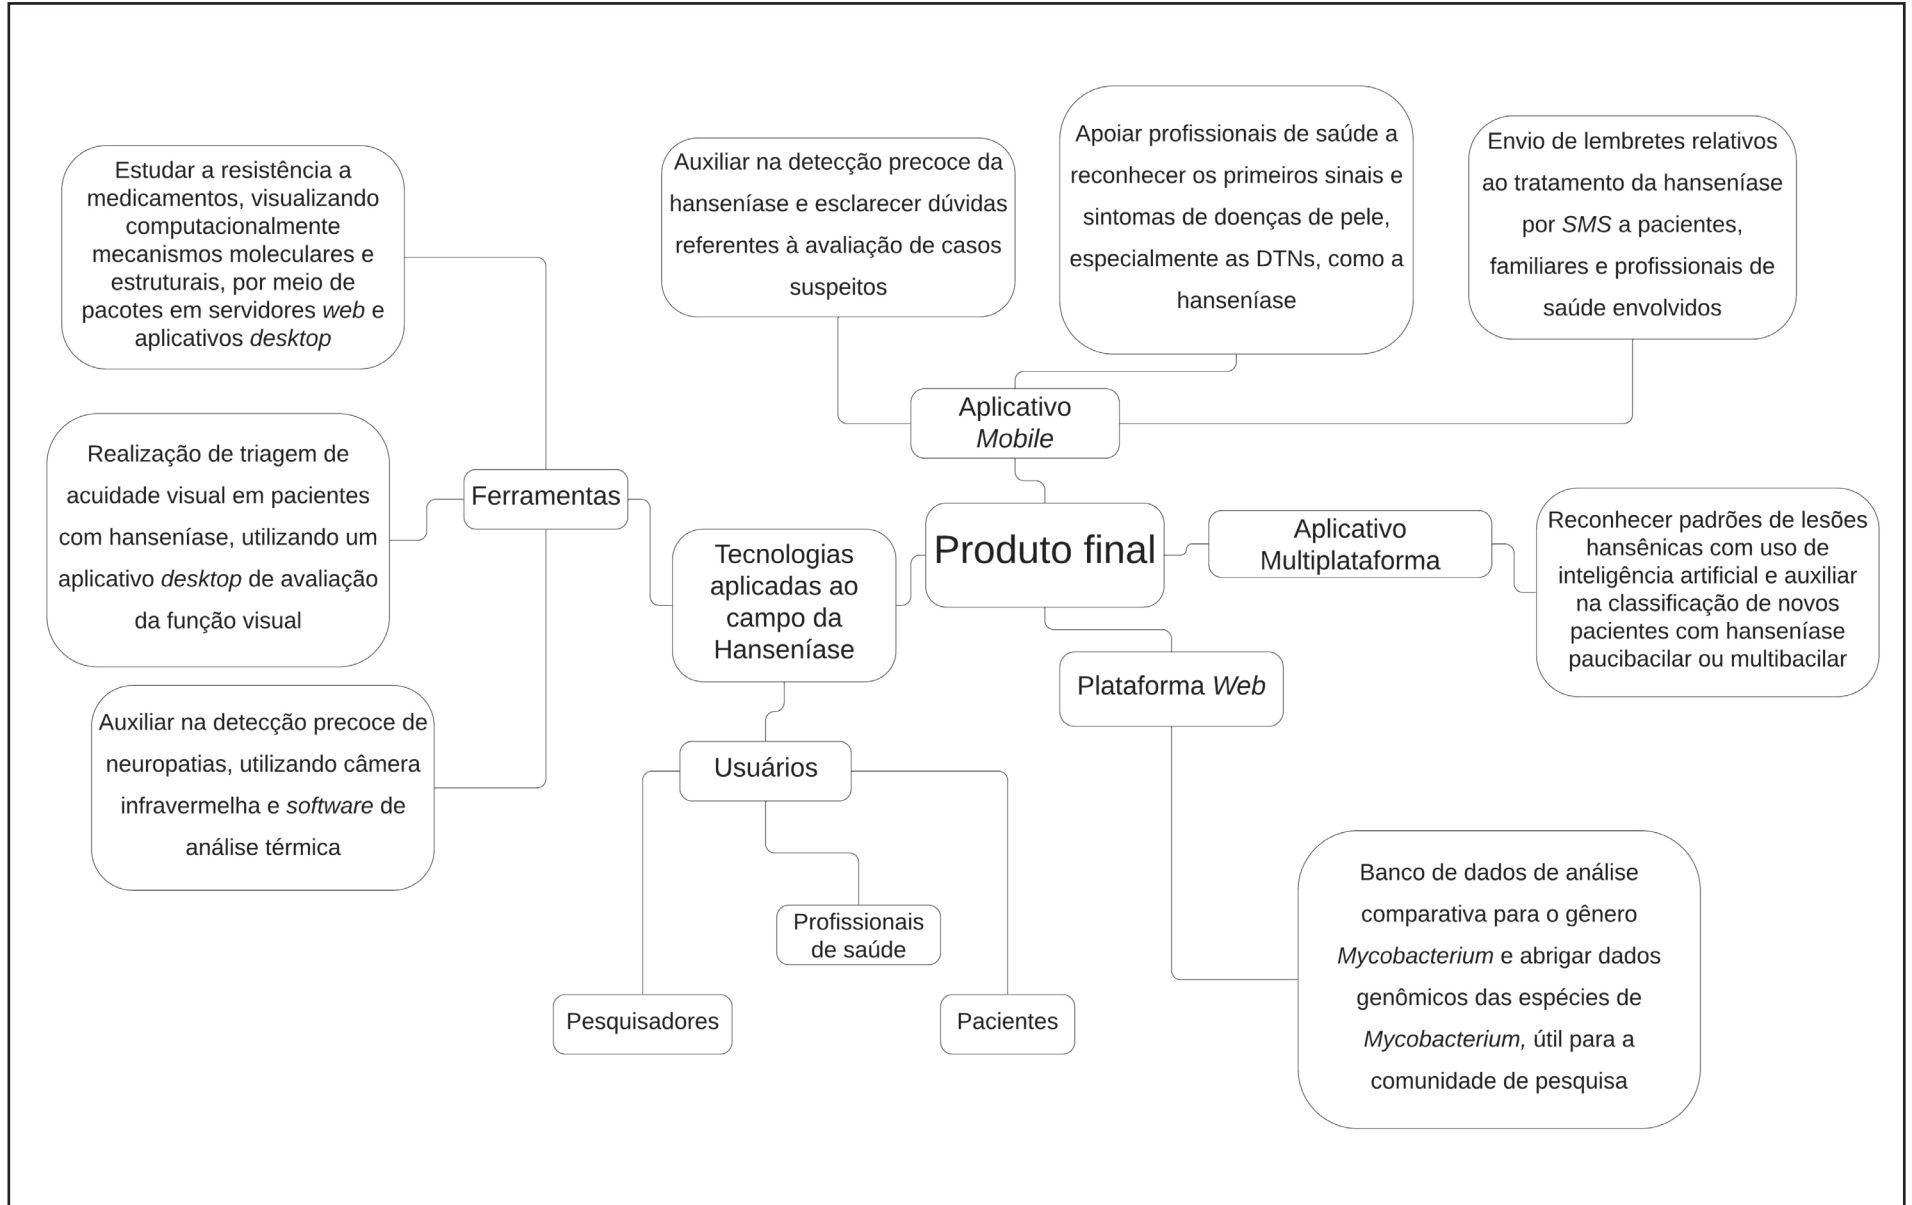 Estudar a resistência a
medicamentos, visualizando
computacionalmente
mecanismos moleculares e
estruturais, por meio de
pacotes em servidores web e
aplicativos desktop
Auxiliar na detecção precoce da
hanseníase e esclarecer dúvidas
referentes à avaliação de casos
suspeitos
Apoiar profissionais de saúde a
reconhecer os primeiros sinais e
sintomas de doenças de pele,
especialmente as DTNs, como a
hanseníase
Envio de lembretes relativos
ao tratamento da hanseníase
por SMS a pacientes,
familiares e profissionais de
saúde envolvidos
Aplicativo
Mobile
Realização de triagem de
acuidade visual em pacientes
com hanseníase, utilizando um
aplicativo desktop de avaliação
da função visual
Ferramentas
Tecnologias
aplicadas ao
campo da
Hanseníase
Produto final
Aplicativo
Multiplataforma
Reconhecer padrões de lesões
hansênicas com uso de
inteligência artificial e auxiliar
na classificação de novos
pacientes com hanseníase
paucibacilar ou multibacilar
Plataforma Web
Auxiliar na detecção precoce de
neuropatias, utilizando câmera
infravermelha e software de
análise térmica
Usuários
Profissionais
de saúde
Pesquisadores
Pacientes
Banco de dados de análise
comparativa para o gênero
Mycobacterium e abrigar dados
genômicos das espécies de
Mycobacterium, útil para a
comunidade de pesquisa